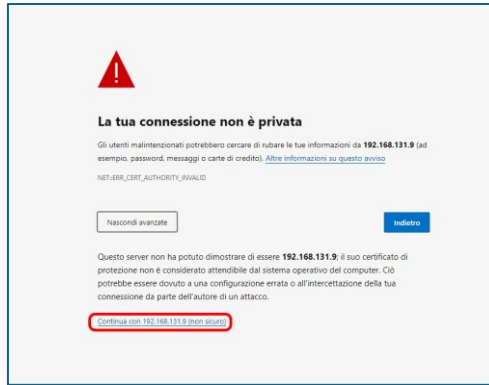 La tua connessione non è privata
Gli utenti malintenzionati potrebbero cercare di rubare le tue informazioni da 192.168.131.9 (ad
esempio, password, messaggi o carte di credito). Altre informazioni su questo avviso
NET::ERR_CERT_AUTHORITY_INVALID
Nascondi avanzate
Indietro
Questo server non ha potuto dimostrare di essere 192.168.131.9; il suo certificato di
protezione non è considerato attendibile dal sistema operativo del computer. Ciò
potrebbe essere dovuto a una configurazione errata o all'intercettazione della tua
connessione da parte dell'autore di un attacco.
Continua con 192.168.131.9 (non sicuro)